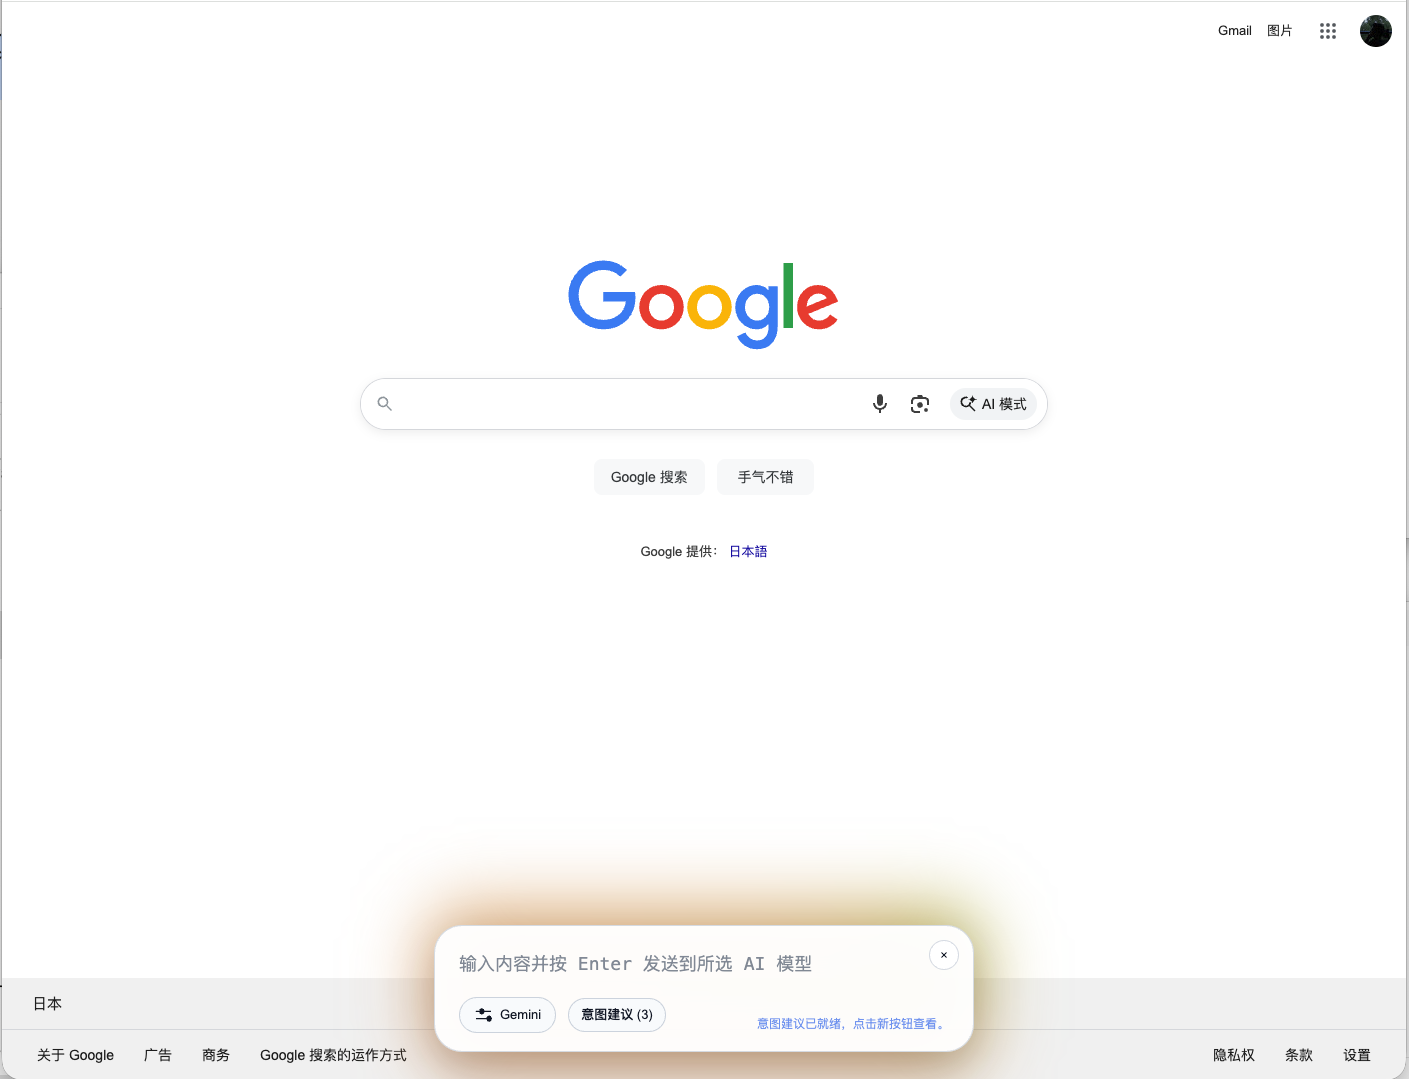 Gmail 图片
Google
AI 模式
Google 搜索 手气不错
Google 提供： 日本語
输入内容并按 Enter 发送到所选 AI 模型
×
Gemini 意图建议 (3)
意图建议已就绪，点击新按钮查看。
日本
关于 Google 广告 商务 Google 搜索的运作方式 隐私权 条款 设置